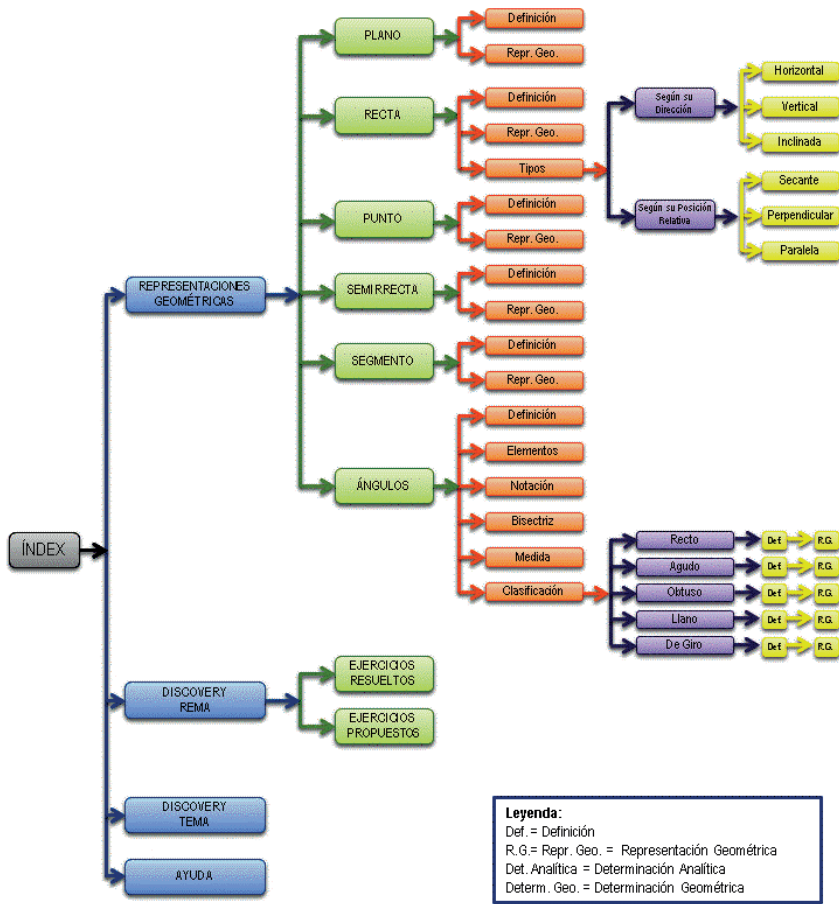 PLANO
Definición
Repr. Geo.
RECTA
Definición
Repr. Geo.
Tipos
Según su
Dirección
Horizontal
Vertical
Inclinada
Según su Posición
Relativa
Secante
Perpendicular
Paralela
PUNTO
Definición
Repr. Geo.
REPRESENTACIONES
GEOMÉTRICAS
SEMIRRECTA
Definición
Repr. Geo.
SEGMENTO
Definición
Repr. Geo.
ÁNGULOS
Definición
Elementos
Notación
Bisectriz
Medida
Clasificación
Recto
Def.
R.G.
Agudo
Def.
R.G.
Obtuso
Def.
R.G.
Llano
Def.
R.G.
De Giro
Def.
R.G.
ÍNDEX
DISCOVERY
REMA
EJERCICIOS
RESUELTOS
EJERCICIOS
PROPUESTOS
DISCOVERY
TEMA
AYUDA
Leyenda:
Def. = Definición
R.G.= Repr. Geo. = Representación Geométrica
Det. Analítica = Determinación Analítica
Determ. Geo. = Determinación Geométrica